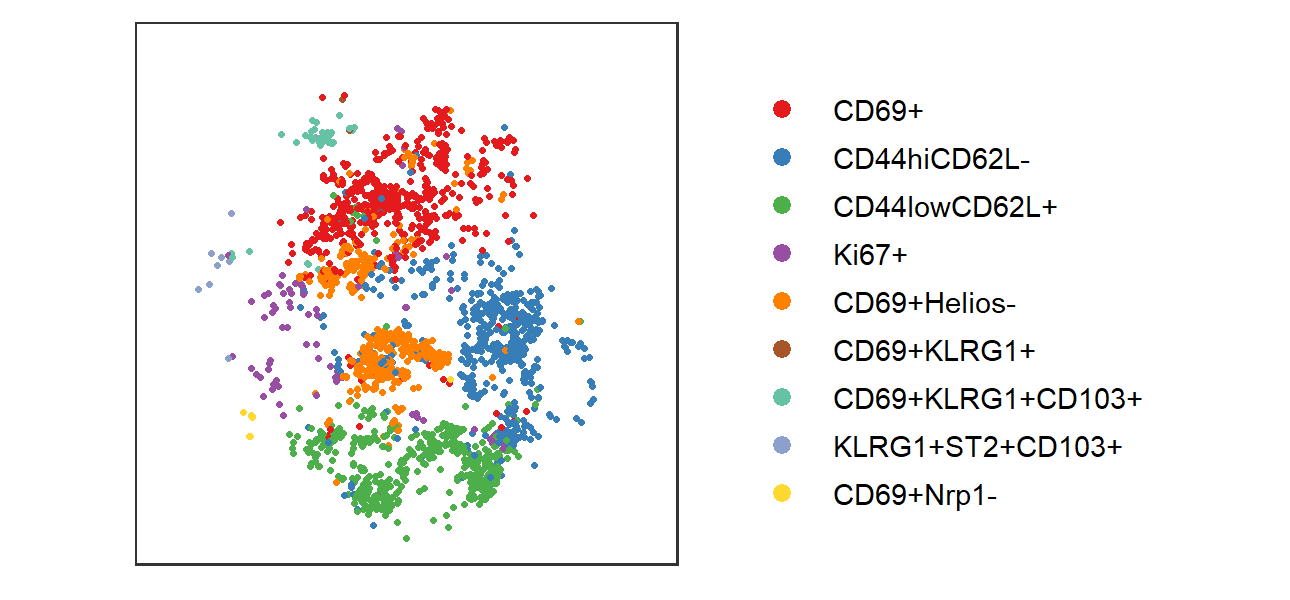 CD69+
CD44hiCD62L-
CD44lowCD62L+
Ki67+
CD69+Helios-
CD69+KLRG1+
CD69+KLRG1+CD103+
KLRG1+ST2+CD103+
CD69+Nrp1-